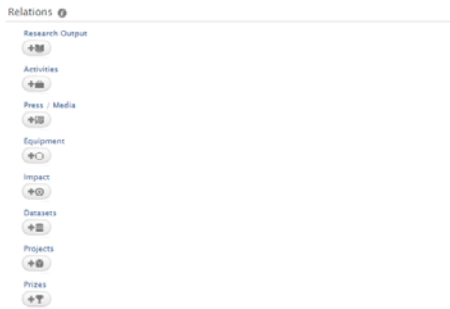 Relations
Research Output
Activities
Press / Media
Equipment
Impact
Datasets
Projects
Prizes